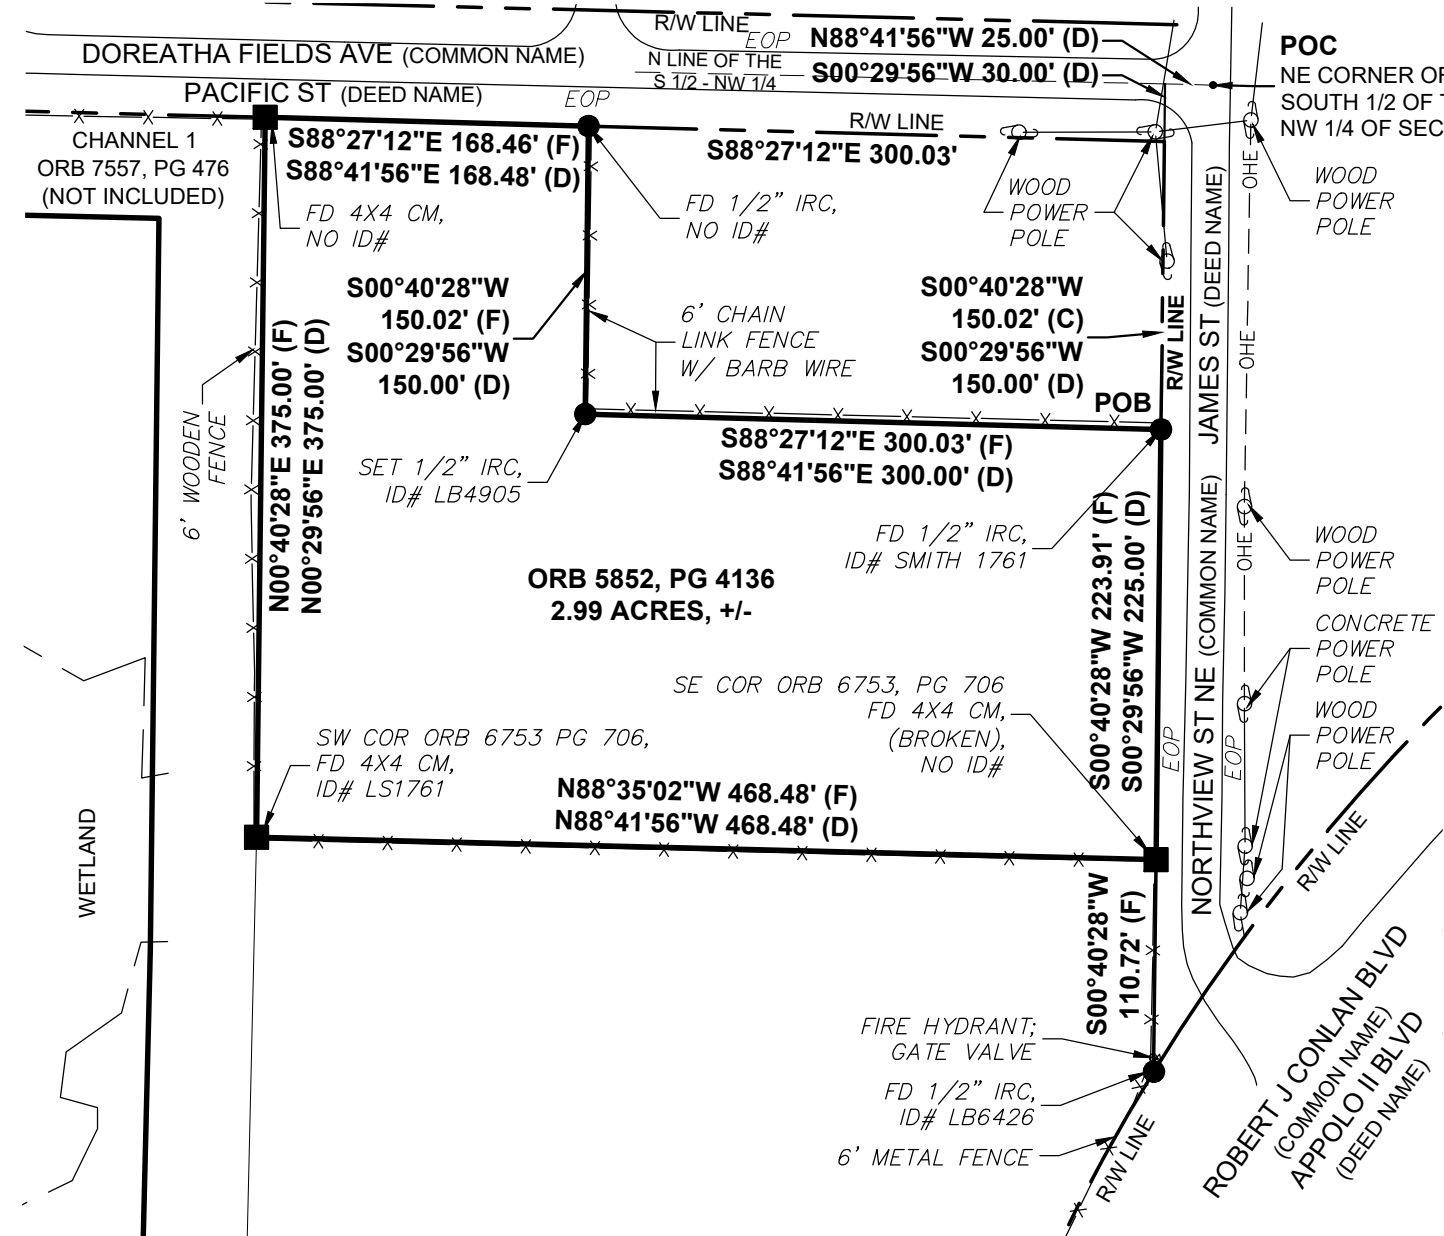 R/W LINE
EOP
N88°41'56"W 25.00' (D)
POC
DOREATHA FIELDS AVE (COMMON NAME)
N LINE OF THE
S 1/2 - NW 1/4
S00°29'56"W 30.00' (D)
NE CORNER OF
SOUTH 1/2 OF
NW 1/4 OF SEC
PACIFIC ST (DEED NAME)
EOP
R/W LINE
CHANNEL 1
ORB 7557, PG 476
(NOT INCLUDED)
S88°27'12"E 168.46' (F)
S88°41'56"E 168.48' (D)
S88°27'12"E 300.03'
FD 4X4 CM,
NO ID#
FD 1/2" IRC,
NO ID#
WOOD
POWER
POLE
OHE
WOOD
POWER
POLE
S00°40'28"W
150.02' (F)
S00°29'56"W
150.00' (D)
6' CHAIN
LINK FENCE
W/ BARB WIRE
S00°40'28"W
150.02' (C)
S00°29'56"W
150.00' (D)
R/W LINE
JAMES ST (DEED NAME)
OHE
6' WOODEN
FENCE
N00°40'28"E 375.00' (F)
N00°29'56"E 375.00' (D)
POB
S88°27'12"E 300.03' (F)
S88°41'56"E 300.00' (D)
SET 1/2" IRC,
ID# LB4905
FD 1/2" IRC,
ID# SMITH 1761
S00°40'28"W 223.91' (F)
S00°29'56"W 225.00' (D)
NORTHVIEW ST NE (COMMON NAME)
OHE
WOOD
POWER
POLE
ORB 5852, PG 4136
2.99 ACRES, +/-
CONCRETE
POWER
POLE
SE COR ORB 6753, PG 706
FD 4X4 CM,
(BROKEN),
NO ID#
EOP
EOP
WOOD
POWER
POLE
SW COR ORB 6753 PG 706,
FD 4X4 CM,
ID# LS1761
N88°35'02"W 468.48' (F)
N88°41'56"W 468.48' (D)
WETLAND
R/W LINE
S00°40'28"W
110.72' (F)
FIRE HYDRANT;
GATE VALVE
FD 1/2" IRC,
ID# LB6426
6' METAL FENCE
R/W LINE
ROBERT J CONLAN BLVD
(COMMON NAME)
APPOLO II BLVD
(DEED NAME)